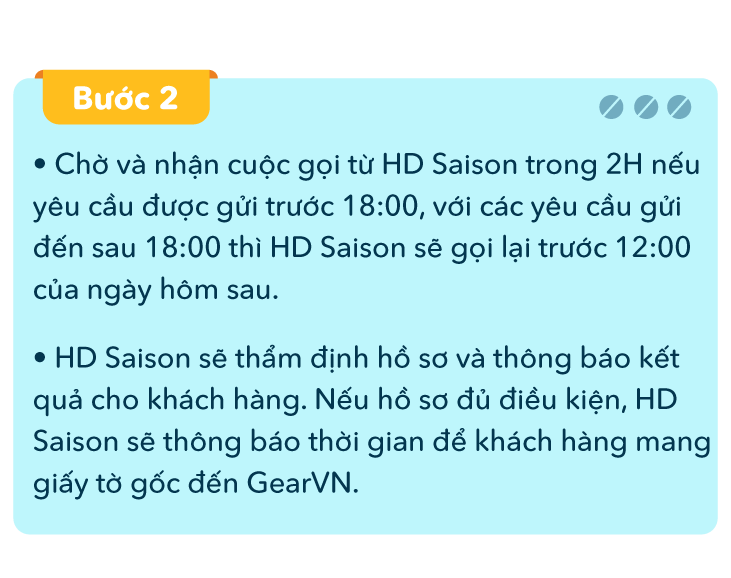 Bước 2
• Chờ và nhận cuộc gọi từ HD Saison trong 2H nếu
yêu cầu được gửi trước 18:00, với các yêu cầu gửi
đến sau 18:00 thì HD Saison sẽ gọi lại trước 12:00
của ngày hôm sau.
• HD Saison sẽ thẩm định hồ sơ và thông báo kết
quả cho khách hàng. Nếu hồ sơ đủ điều kiện, HD
Saison sẽ thông báo thời gian để khách hàng mang
giấy tờ gốc đến GearVN.